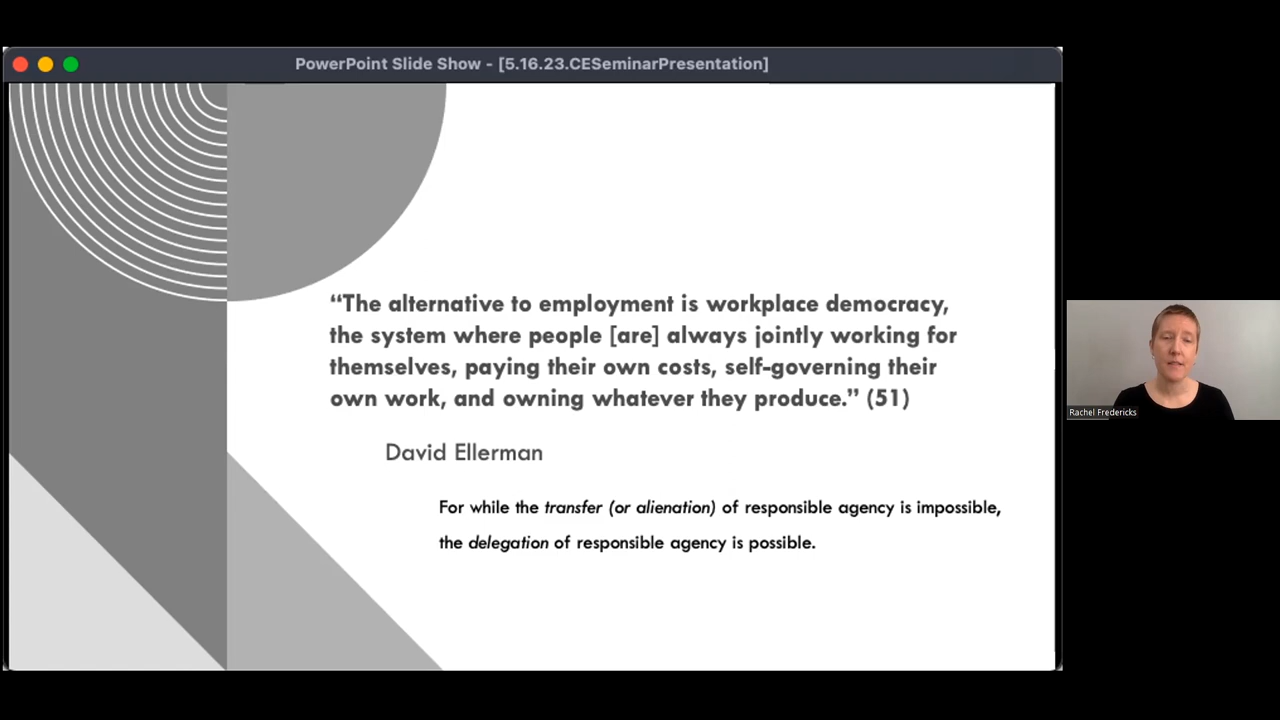 PowerPoint Slide Show - [5.16.23.CESeminarPresentation]
“The alternative to employment is workplace democracy,
the system where people [are] always jointly working for
themselves, paying their own costs, self-governing their
own work, and owning whatever they produce.” (51)
David Ellerman
For while the transfer (or alienation) of responsible agency is impossible,
the delegation of responsible agency is possible.
Rachel Fredericks